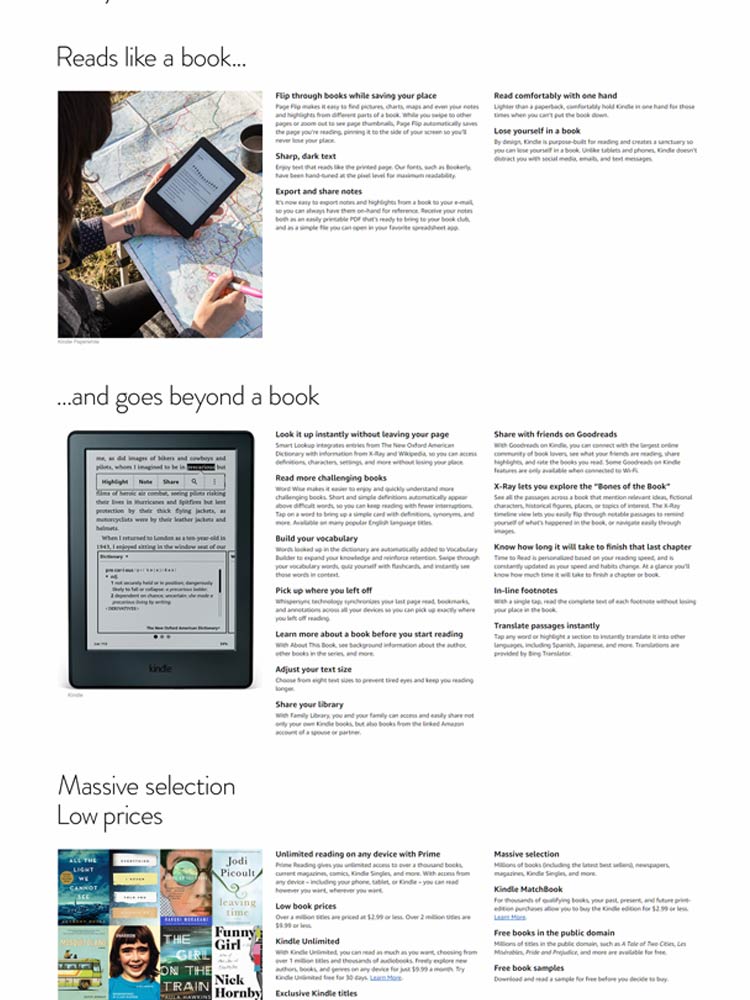 Reads like a book...
Flip through books while saving your place
Page Flip makes it easy to find pictures, charts, maps and even your notes
and highlights from different parts of a book. While you swipe to other
pages or zoom out to see page thumbnails, Page Flip automatically saves
the page you're reading, pinning it to the side of your screen so you'll
never lose your place.
Sharp, dark text
Enjoy text that reads like the printed page. Our fonts, such as Bookerly,
have been hand-tuned at the pixel level for maximum readability.
Export and share notes
It's now easy to export notes and highlights from a book to your e-mail,
so you can always have them on-hand for reference. Receive your notes
both as an easily printable PDF that's ready to bring to your book club,
and as a simple file you can open in your favorite spreadsheet app.
Read comfortably with one hand
Lighter than a paperback, comfortably hold Kindle in one hand for those
times when you can't put the book down.
Lose yourself in a book
By design, Kindle is purpose-built for reading and creates a sanctuary so
you can lose yourself in a book. Unlike tablets and phones, Kindle doesn't
distract you with social media, emails, and text messages.
Kindle Paperwhite
...and goes beyond a book
me, as did images of bikers and cowboys and
pilots, whom I imagined to be in precarious but
Highlight Note Share
films of heroic air combat, seeing pilots risking
their lives in Hurricanes and Spitfires but lent
protection by their thick flying jackets, as
motorcyclists were by their leather jackets and
helmets.
When I returned to London as a ten-year-old in
1943, I enjoyed sitting in the window seat of our
Dictionary
pre·car·i·ous
adj.
1 not securely held or in position; dangerously
likely to fall or collapse: a precarious ladder.
2 dependent on chance; uncertain: she made a
precarious living by writing.
‹DERIVATIVES›
The New Oxford American Dictionary
kindle
Kindle
Look it up instantly without leaving your page
Smart Lookup integrates entries from The New Oxford American
Dictionary with information from X-Ray and Wikipedia, so you can access
definitions, characters, settings, and more without losing your place.
Read more challenging books
Word Wise makes it easier to enjoy and quickly understand more
challenging books. Short and simple definitions automatically appear
above difficult words, so you can keep reading with fewer interruptions.
Tap on a word to bring up a simple card with definitions, synonyms, and
more. Available on many popular English language titles.
Build your vocabulary
Words looked up in the dictionary are automatically added to Vocabulary
Builder to expand your knowledge and reinforce retention. Swipe through
your vocabulary words, quiz yourself with flashcards, and instantly see
those words in context.
Pick up where you left off
Whispersync technology synchronizes your last page read, bookmarks,
and annotations across all your devices so you can pick up exactly where
you left off reading.
Learn more about a book before you start reading
With About This Book, see background information about the author,
other books in the series, and more.
Adjust your text size
Choose from eight text sizes to prevent tired eyes and keep you reading
longer.
Share your library
With Family Library, you and your family can access and easily share not
only your own Kindle books, but also books from the linked Amazon
account of a spouse or partner.
Share with friends on Goodreads
With Goodreads on Kindle, you can connect with the largest online
community of book lovers, see what your friends are reading, share
highlights, and rate the books you read. Some Goodreads on Kindle
features are only available when connected to Wi-Fi.
X-Ray lets you explore the "Bones of the Book"
See all the passages across a book that mention relevant ideas, fictional
characters, historical figures, places, or topics of interest. The X-Ray
timeline view lets you easily flip through notable passages to remind
yourself of what's happened in the book, or navigate easily through
images.
Know how long it will take to finish that last chapter
Time to Read is personalized based on your reading speed, and is
constantly updated as your speed and habits change. At a glance you'll
know how much time it will take to finish a chapter or book.
In-line footnotes
With a single tap, read the complete text of each footnote without losing
your place in the book.
Translate passages instantly
Tap any word or highlight a section to instantly translate it into other
languages, including Spanish, Japanese, and more. Translations are
provided by Bing Translator.
Massive selection
Low prices
ALL THE
LIGHT
WE
CANNOT
SEE
EVERYTHING
I NEVER
TOLD YOU
HARUKI MURAKAMI
Jodi
Picoult
leaving
time
THE
GIRL
ON THE
TRAIN
PAULA HAWKINS
Funny
Girl
Nick
Hornby
Unlimited reading on any device with Prime
Prime Reading gives you unlimited access to over a thousand books,
current magazines, comics, Kindle Singles, and more. With access from
any device – including your phone, tablet, or Kindle – you can read
however you want, wherever you want.
Low book prices
Over a million titles are priced at $2.99 or less. Over 2 million titles are
$9.99 or less.
Kindle Unlimited
With Kindle Unlimited, you can read as much as you want, choosing from
over 1 million titles and thousands of audiobooks. Freely explore new
authors, books, and genres on any device for just $9.99 a month. Try
Kindle Unlimited free for 30 days. Learn More.
Exclusive Kindle titles
Massive selection
Millions of books (including the latest best sellers), newspapers,
magazines, Kindle Singles, and more.
Kindle MatchBook
For thousands of qualifying books, your past, present, and future print-
edition purchases allow you to buy the Kindle edition for $2.99 or less.
Learn More.
Free books in the public domain
Millions of titles in the public domain, such as A Tale of Two Cities, Les
Misérables, Pride and Prejudice, and more are available for free.
Free book samples
Download and read a sample for free before you decide to buy.